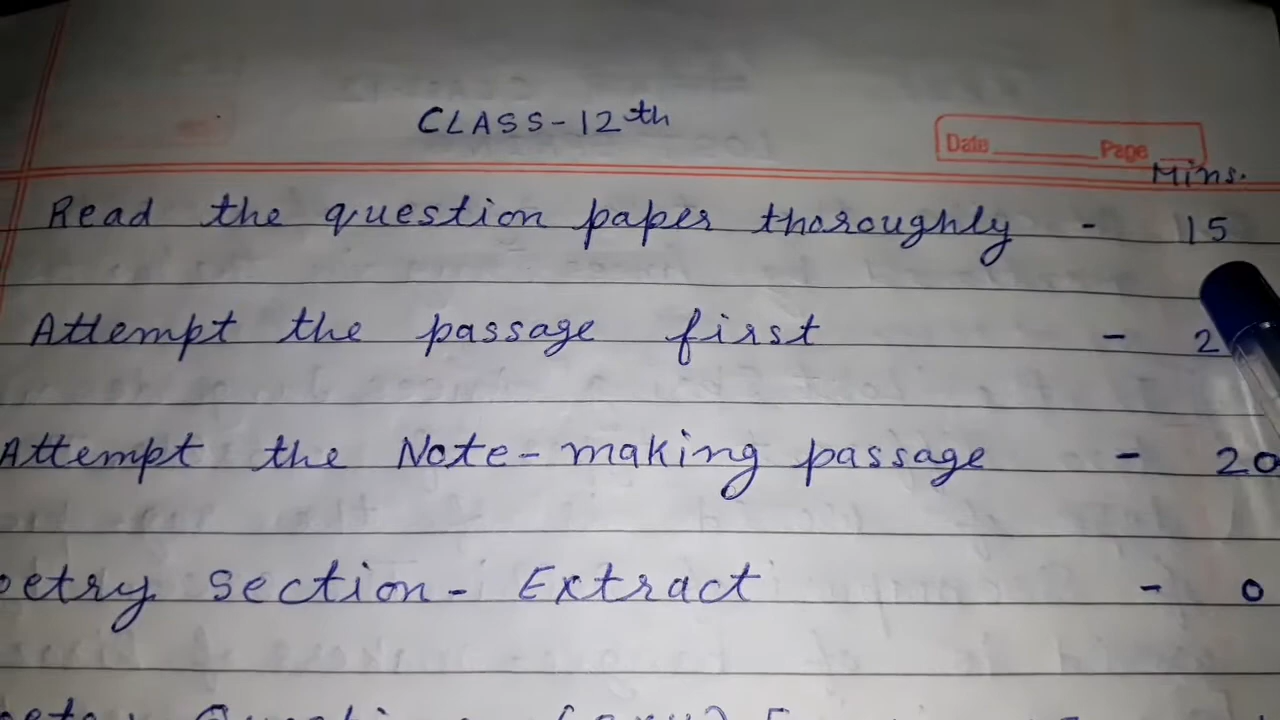 CLASS-12th
Date Page
Mins.
Read the question paper thoroughly - 15
Attempt the passage first - 2
Attempt the Note-making passage - 20
oetry section - Extract - 0